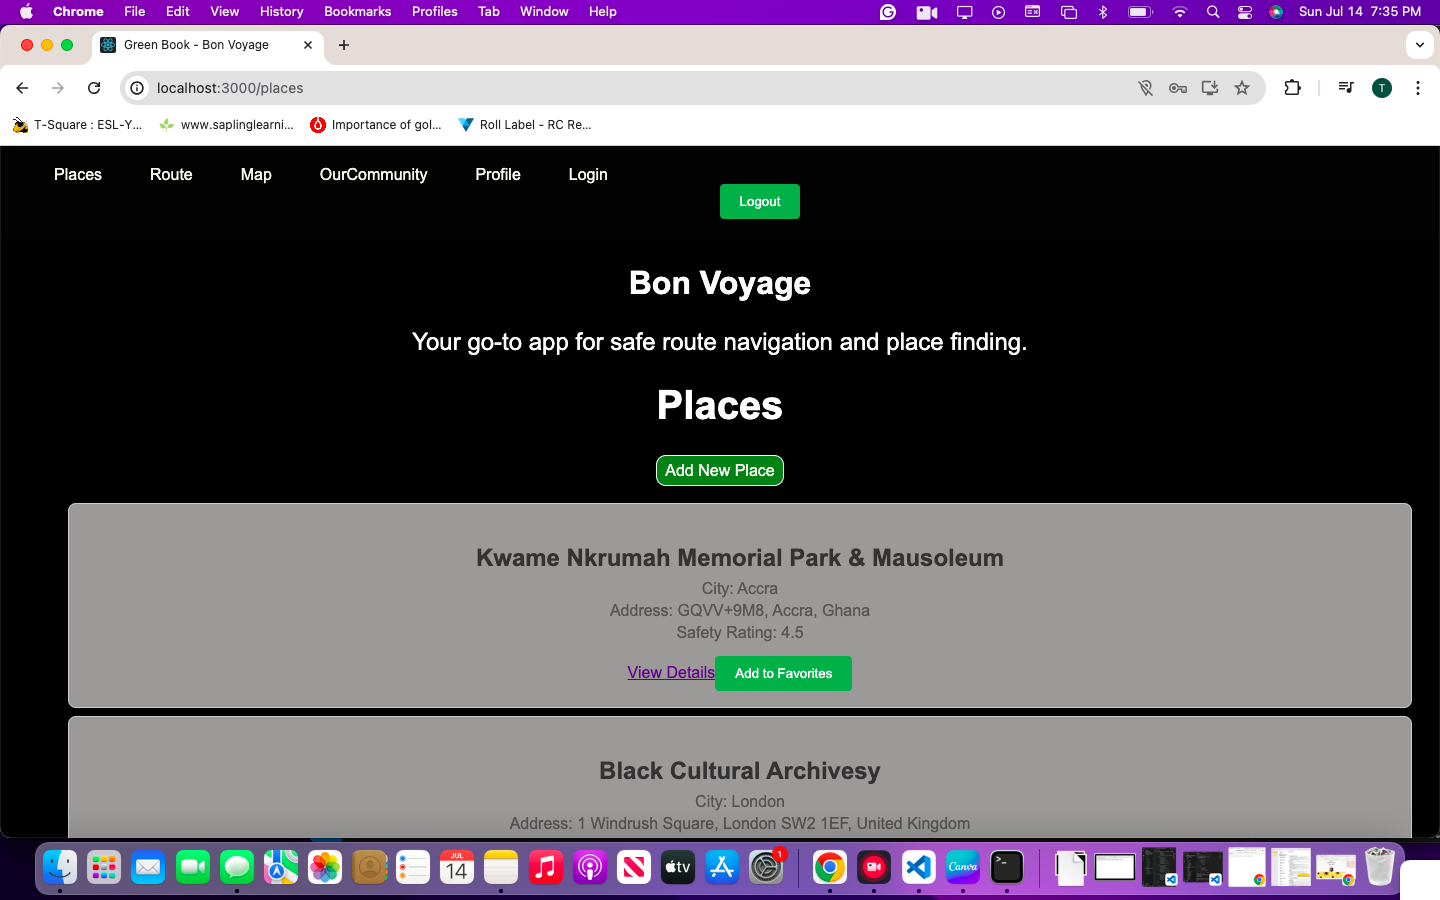 Chrome File Edit View History Bookmarks Profiles Tab Window Help Sun Jul 14 7:35 PM
Green Book - Bon Voyage
localhost:3000/places
T
T-Square : ESL-Y... www.saplinglearni... Importance of gol... Roll Label - RC Re...
Places Route Map OurCommunity Profile Login
Logout
Bon Voyage
Your go-to app for safe route navigation and place finding.
Places
Add New Place
Kwame Nkrumah Memorial Park & Mausoleum
City: Accra
Address: GQVV+9M8, Accra, Ghana
Safety Rating: 4.5
View Details Add to Favorites
Black Cultural Archivesy
City: London
Address: 1 Windrush Square, London SW2 1EF, United Kingdom
JUL
14
tv
1
Canva
>_